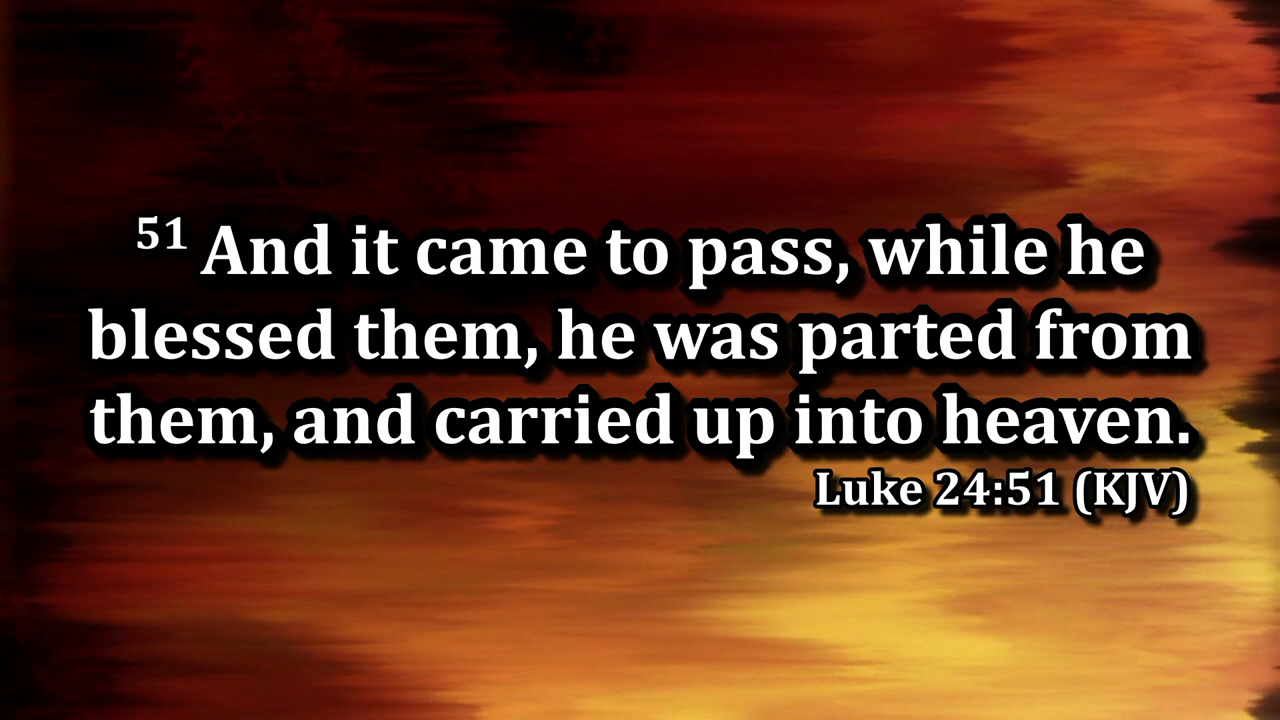 51 And it came to pass, while he
blessed them, he was parted from
them, and carried up into heaven.
Luke 24:51 (KJV)